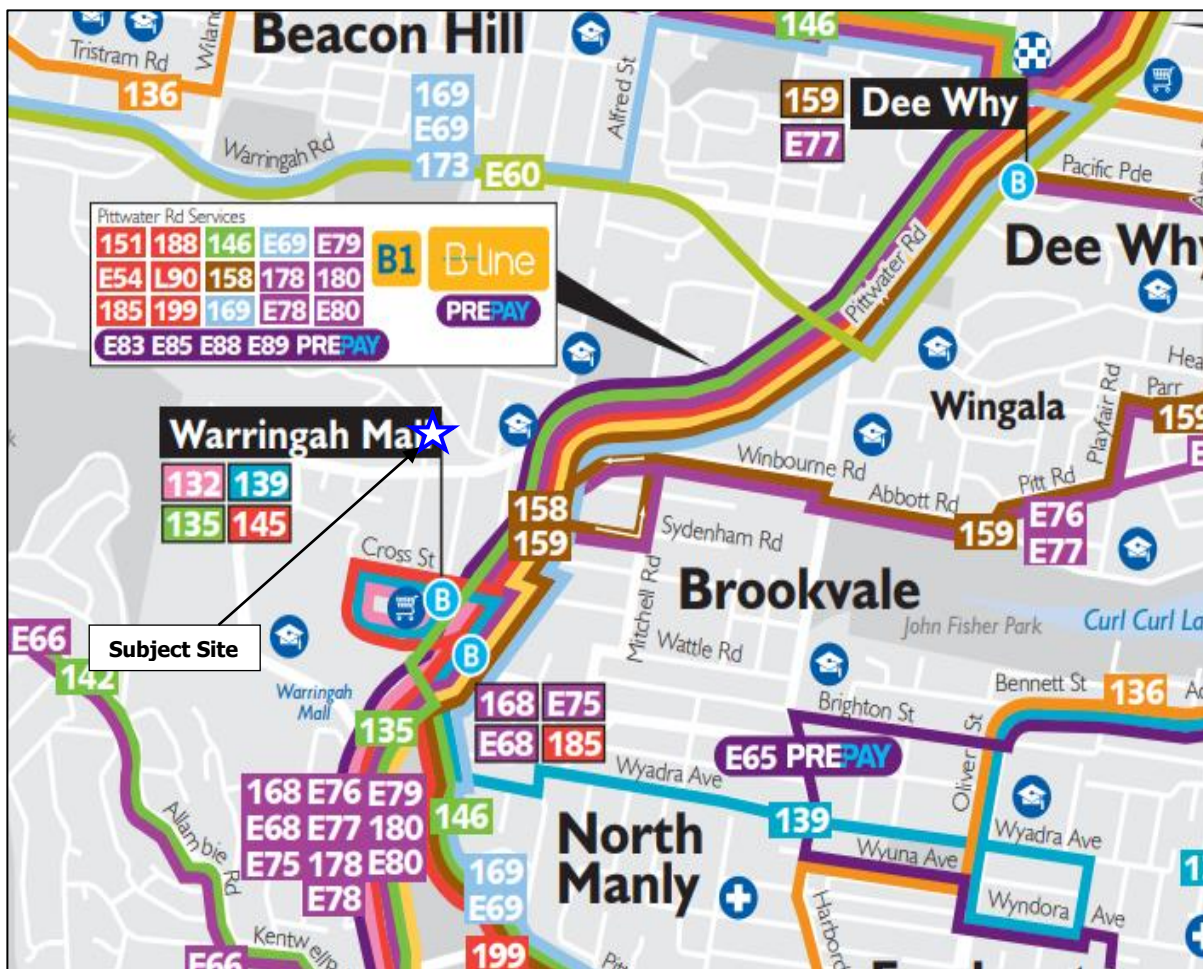 Beacon Hill
Tristram Rd
136
146
169
E69
173
Alfred St
Warringah Rd
E60
159
E77
Dee Why
B
Pacific Pde
Dee Why
Pittwater Rd Services
151 188 146 E69 E79
E54 L90 158 178 180
185 199 169 E78 E80
E83 E85 E88 E89 PREPAY
B1 B-Line
PREPAY
Pittwater Rd
Wingala
Playfair Rd
Parr
Pitt Rd
Warringah Mall
132 139
135 145
Winbourne Rd
Abbott Rd
159
E76
E77
158
159
Sydenham Rd
Cross St
B
B
Subject Site
Mitchell Rd
Brookvale
Wattle Rd
John Fisher Park
Curl Curl La
E66
142
Warringah
Mall
135
168 E75
E68 185
Brighton St
Bennett St
136
E65 PREPAY
Oliver St
Wyadra Ave
168 E76 E79
E68 E77 180
E75 178 E80
E78
146
139
Wyadra Ave
Wyuna Ave
North
Manly
Allambie Rd
169
E69
199
Wyndora Ave
Harbord
E66